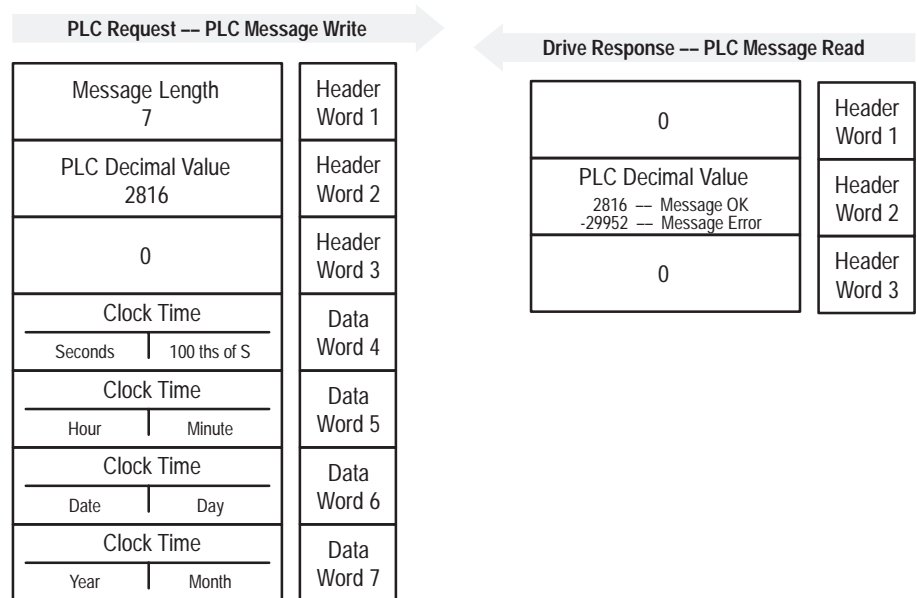 PLC Request –– PLC Message Write
Message Length
7
Header
Word 1
PLC Decimal Value
2816
Header
Word 2
0
Header
Word 3
Clock Time
Seconds 100 ths of S
Data
Word 4
Clock Time
Hour Minute
Data
Word 5
Clock Time
Date Day
Data
Word 6
Clock Time
Year Month
Data
Word 7
Drive Response –– PLC Message Read
0
Header
Word 1
PLC Decimal Value
2816 –– Message OK
-29952 –– Message Error
Header
Word 2
0
Header
Word 3